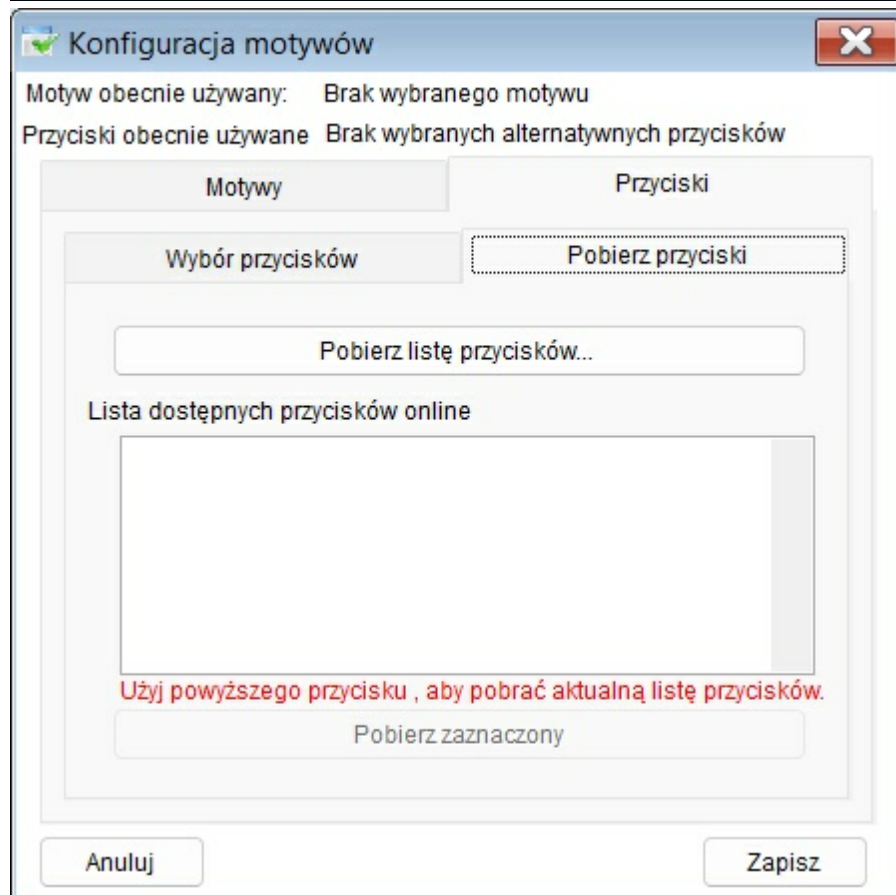 Konfiguracja motywów
Motyw obecnie używany: Brak wybranego motywu
Przyciski obecnie używane Brak wybranych alternatywnych przycisków
Motywy Przyciski
Wybór przycisków Pobierz przyciski
Pobierz listę przycisków...
Lista dostępnych przycisków online
Użyj powyższego przycisku , aby pobrać aktualną listę przycisków.
Pobierz zaznaczony
Anuluj Zapisz